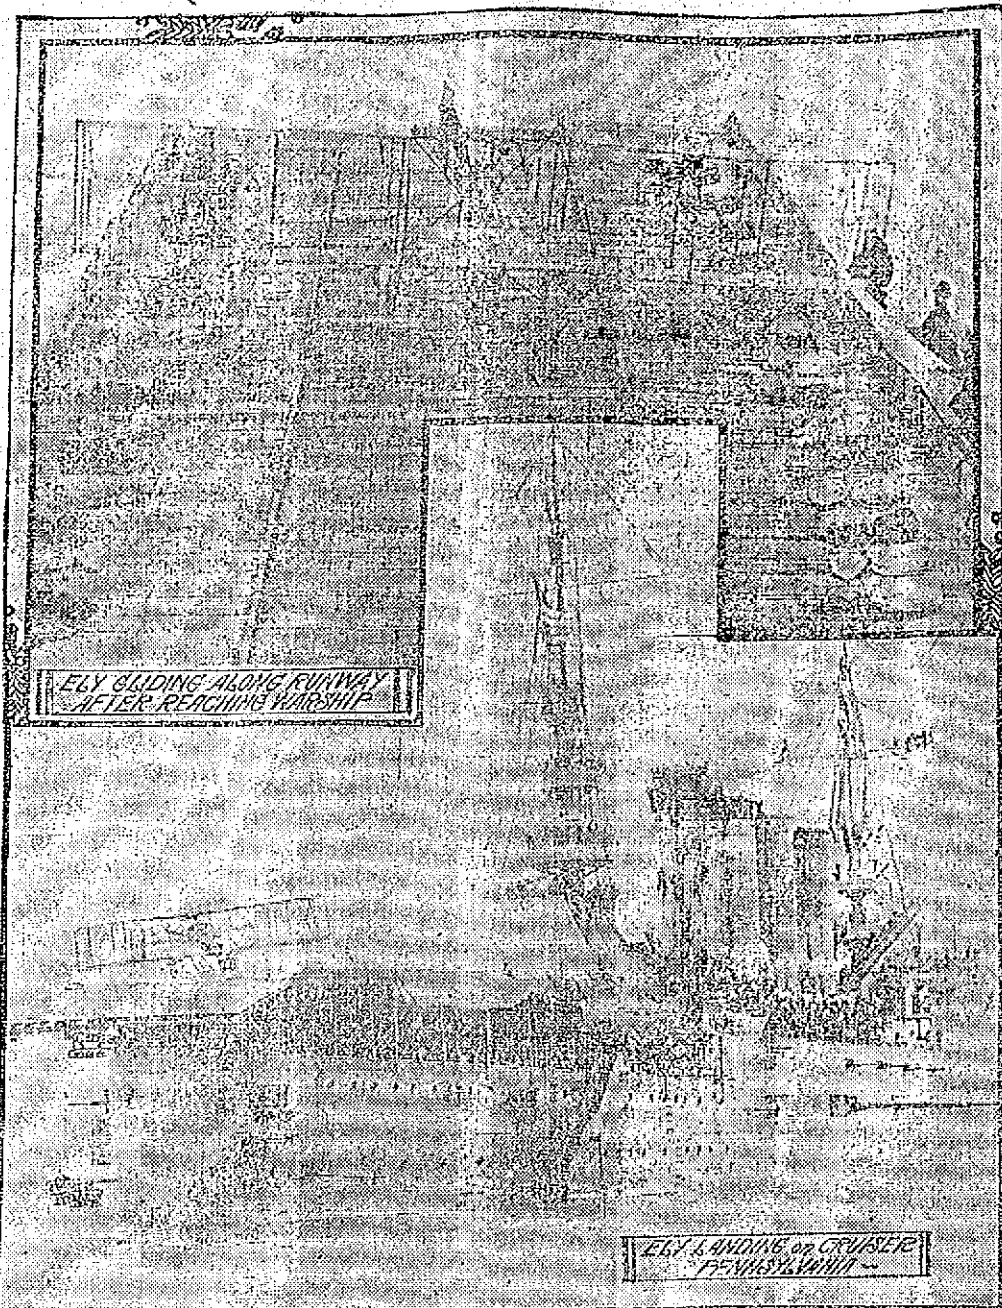 ELY GLIDING ALONG RUNWAY
AFTER REACHING WARSHIP
ELY LANDING on CRUISER
PENNSYLVANIA